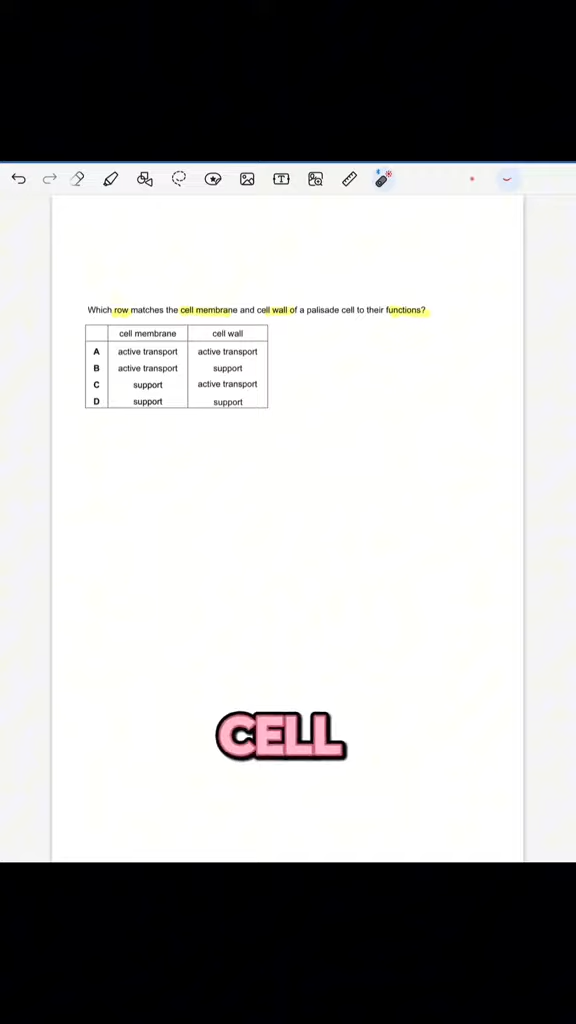 Which row matches the cell membrane and cell wall of a palisade cell to their functions?
cell membrane cell wall
A active transport active transport
B active transport support
C support active transport
D support support
CELL